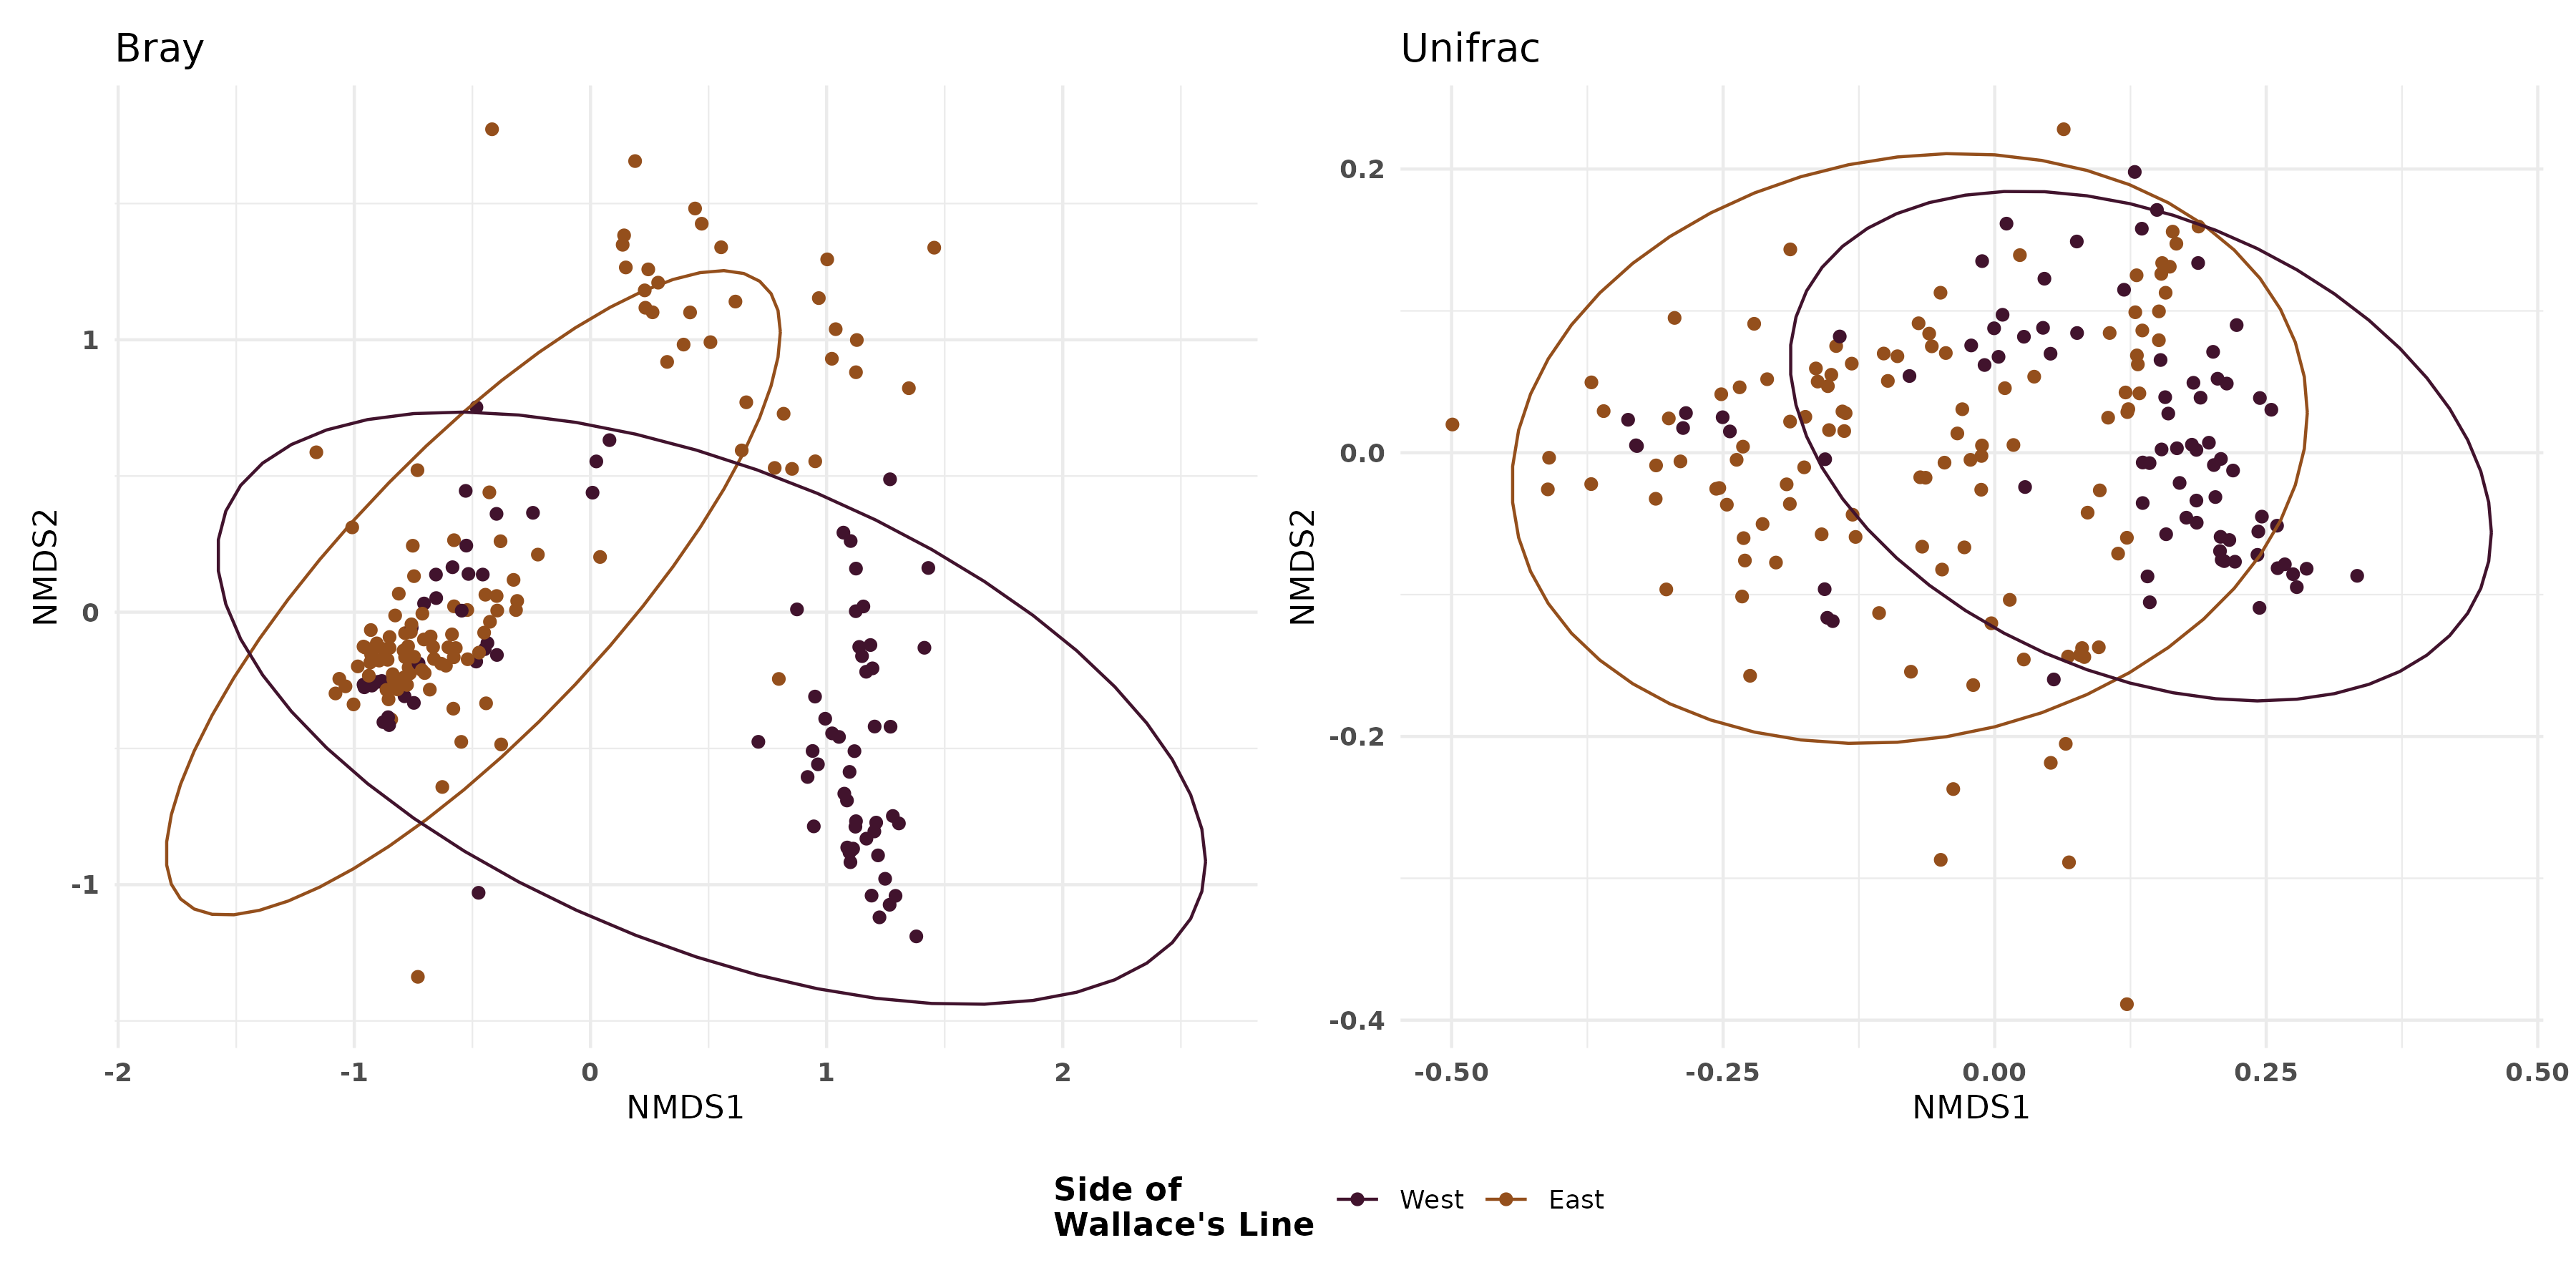 Bray
Unifrac
NMDS2
1
0
-1
-2
-1
0
1
2
NMDS1
NMDS2
0.2
0.0
-0.2
-0.4
-0.50
-0.25
0.00
0.25
0.50
NMDS1
Side of
Wallace's Line
West
East